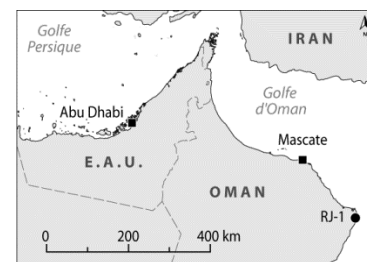 Golfe
Persique
IRAN
N
Abu Dhabi
Golfe
d'Oman
Mascate
E.A.U.
OMAN
RJ-1
0 200 400 km